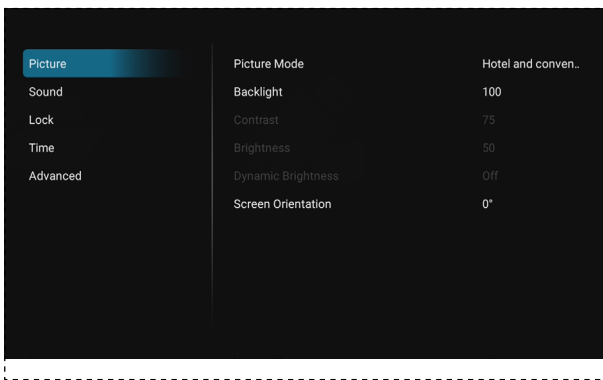 Picture
Sound
Lock
Time
Advanced
Picture Mode Hotel and conven..
Backlight 100
Contrast 75
Brightness 50
Dynamic Brightness Off
Screen Orientation 0°